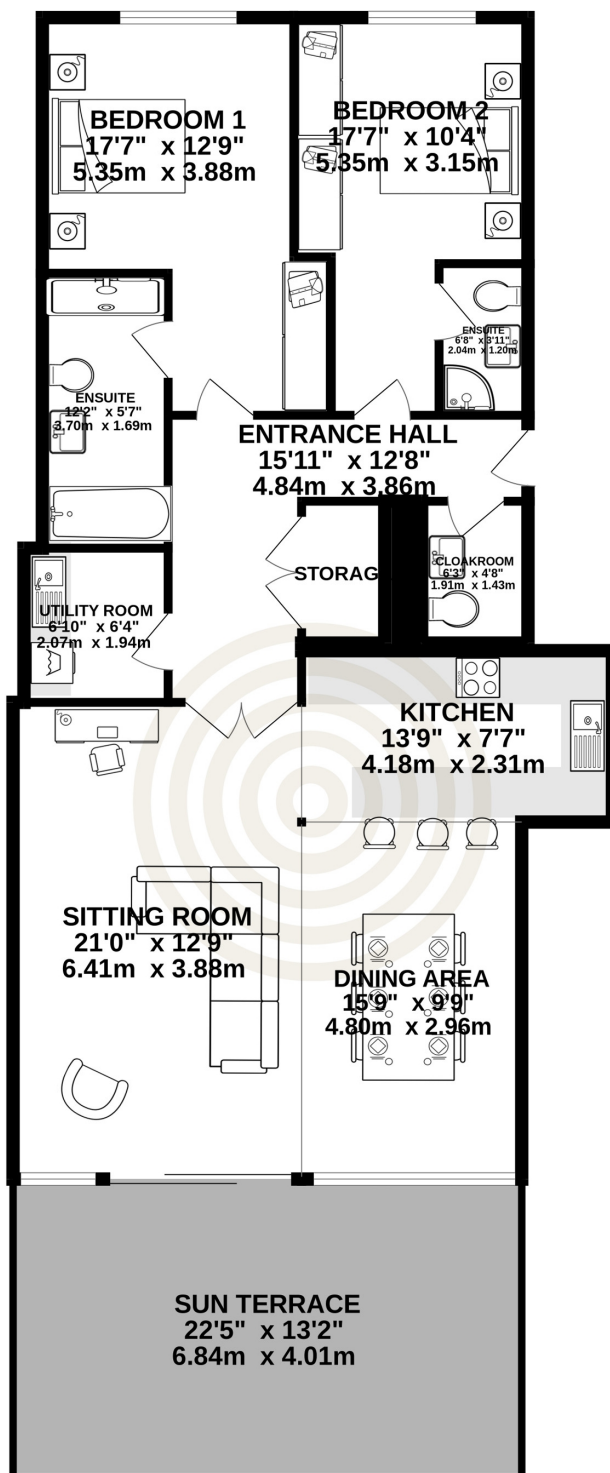 BEDROOM 1
17'7" x 12'9"
5.35m x 3.88m
BEDROOM 2
17'7" x 10'4"
5.35m x 3.15m
ENSUITE
6'8" x 3'11"
2.04m x 1.20m
ENSUITE
12'2" x 5'7"
3.70m x 1.69m
ENTRANCE HALL
15'11" x 12'8"
4.84m x 3.86m
STORAG
CLOAKROOM
6'3" x 4'8"
1.91m x 1.43m
UTILITY ROOM
6'10" x 6'4"
2.07m x 1.94m
KITCHEN
13'9" x 7'7"
4.18m x 2.31m
SITTING ROOM
21'0" x 12'9"
6.41m x 3.88m
DINING AREA
15'9" x 9'9"
4.80m x 2.96m
SUN TERRACE
22'5" x 13'2"
6.84m x 4.01m